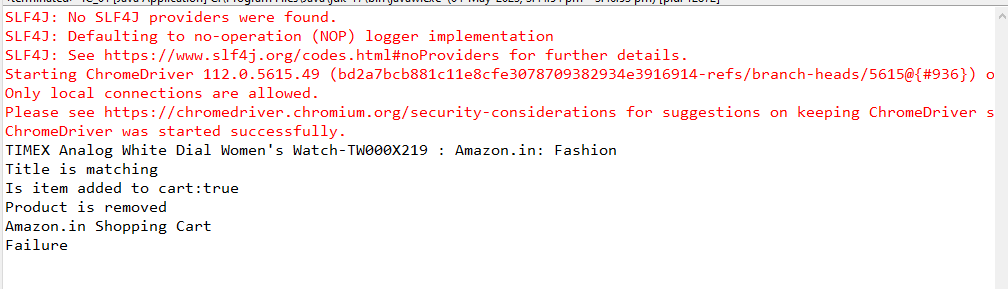 SLF4J: No SLF4J providers were found.
SLF4J: Defaulting to no-operation (NOP) logger implementation
SLF4J: See https://www.slf4j.org/codes.html#noProviders for further details.
Starting ChromeDriver 112.0.5615.49 (bd2a7bcb881c11e8cfe3078709382934e3916914-refs/branch-heads/5615@{#936}) o
Only local connections are allowed.
Please see https://chromedriver.chromium.org/security-considerations for suggestions on keeping ChromeDriver s
ChromeDriver was started successfully.
TIMEX Analog White Dial Women's Watch-TW000X219 : Amazon.in: Fashion
Title is matching
Is item added to cart:true
Product is removed
Amazon.in Shopping Cart
Failure